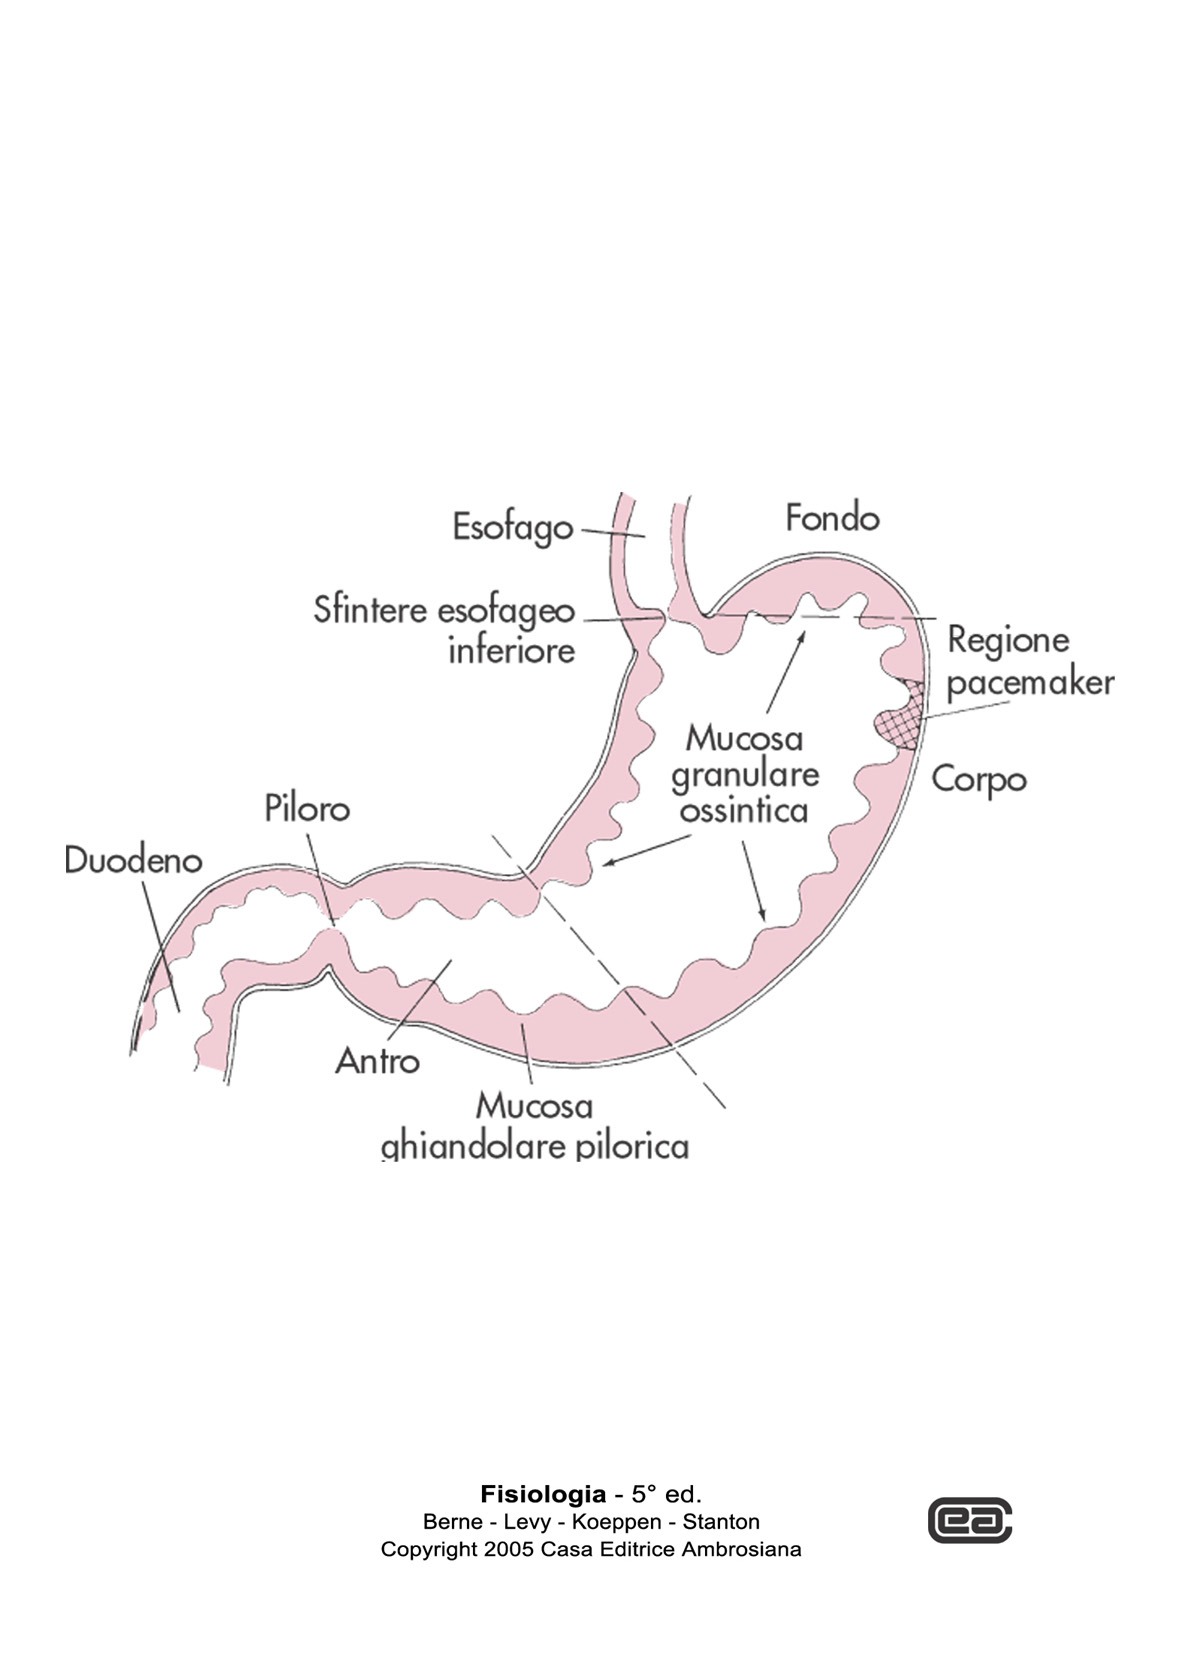 Esofago
Fondo
Sfintere esofageo
inferiore
Regione
pacemaker
Mucosa
granulare
ossintica
Corpo
Piloro
Duodeno
Antro
Mucosa
ghiandolare pilorica
Fisiologia - 5° ed.
Berne - Levy - Koeppen - Stanton
Copyright 2005 Casa Editrice Ambrosiana
ea